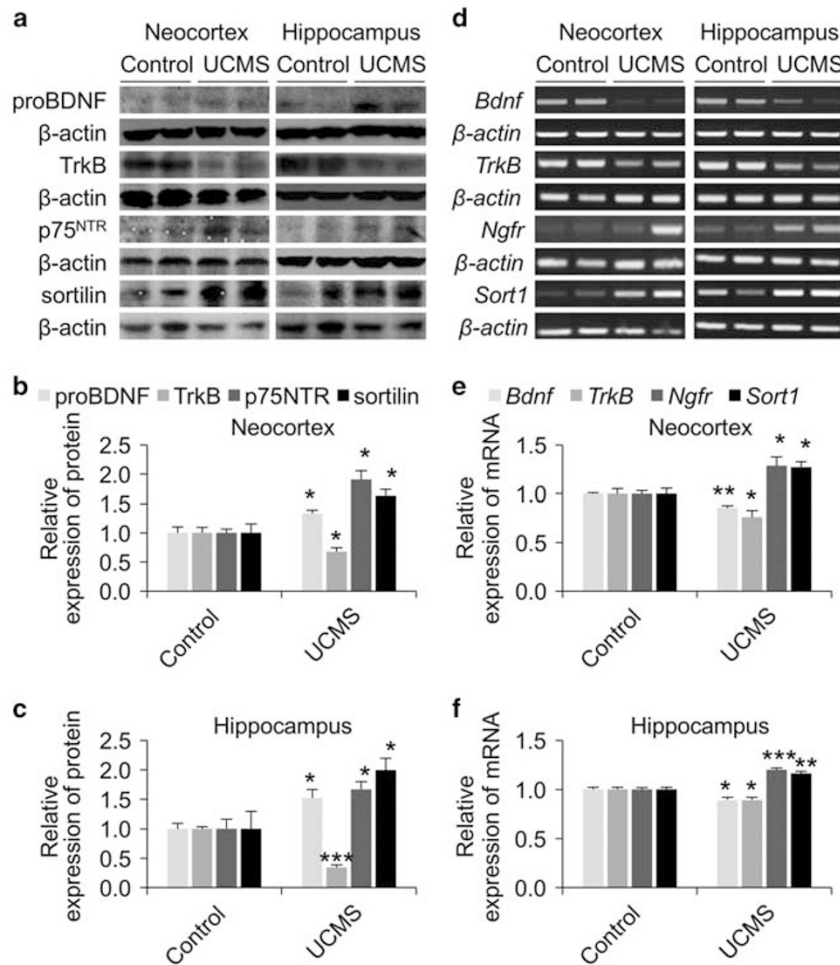 a
Neocortex Hippocampus
Control UCMS Control UCMS
proBDNF
β-actin
TrkB
β-actin
p75NTR
β-actin
sortilin
β-actin
d
Neocortex Hippocampus
Control UCMS Control UCMS
Bdnf
β-actin
TrkB
β-actin
Ngfr
β-actin
Sort1
β-actin
b
proBDNF TrkB p75NTR sortilin
Neocortex
Relative
expression of protein
2.5
2.0
1.5
1.0
0.5
0.0
* * * *
Control UCMS
e
Bdnf TrkB Ngfr Sort1
Neocortex
Relative
expression of mRNA
1.5
1.0
0.5
0.0
** * * *
Control UCMS
c
Hippocampus
Relative
expression of protein
2.5
2.0
1.5
1.0
0.5
0.0
* *** * *
Control UCMS
f
Hippocampus
Relative
expression of mRNA
1.5
1.0
0.5
0.0
* * *** **
Control UCMS